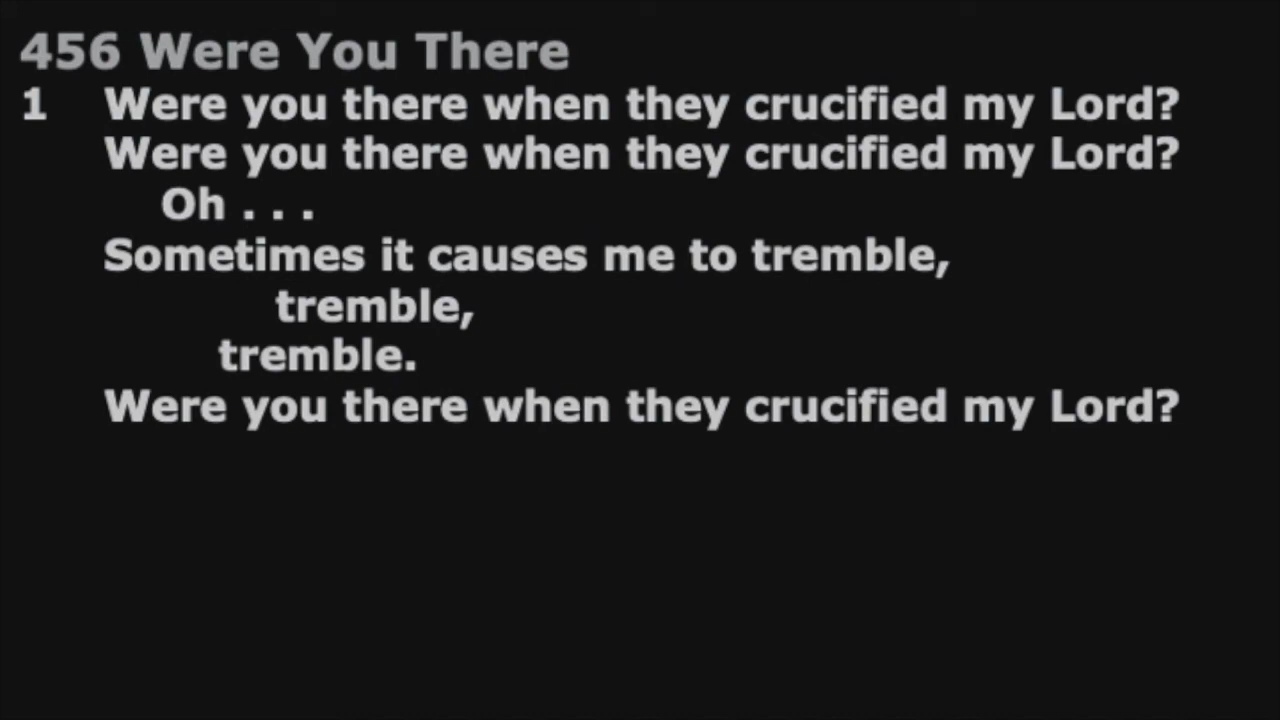 456 Were You There
1 Were you there when they crucified my Lord?
Were you there when they crucified my Lord?
Oh . . .
Sometimes it causes me to tremble,
tremble,
tremble.
Were you there when they crucified my Lord?